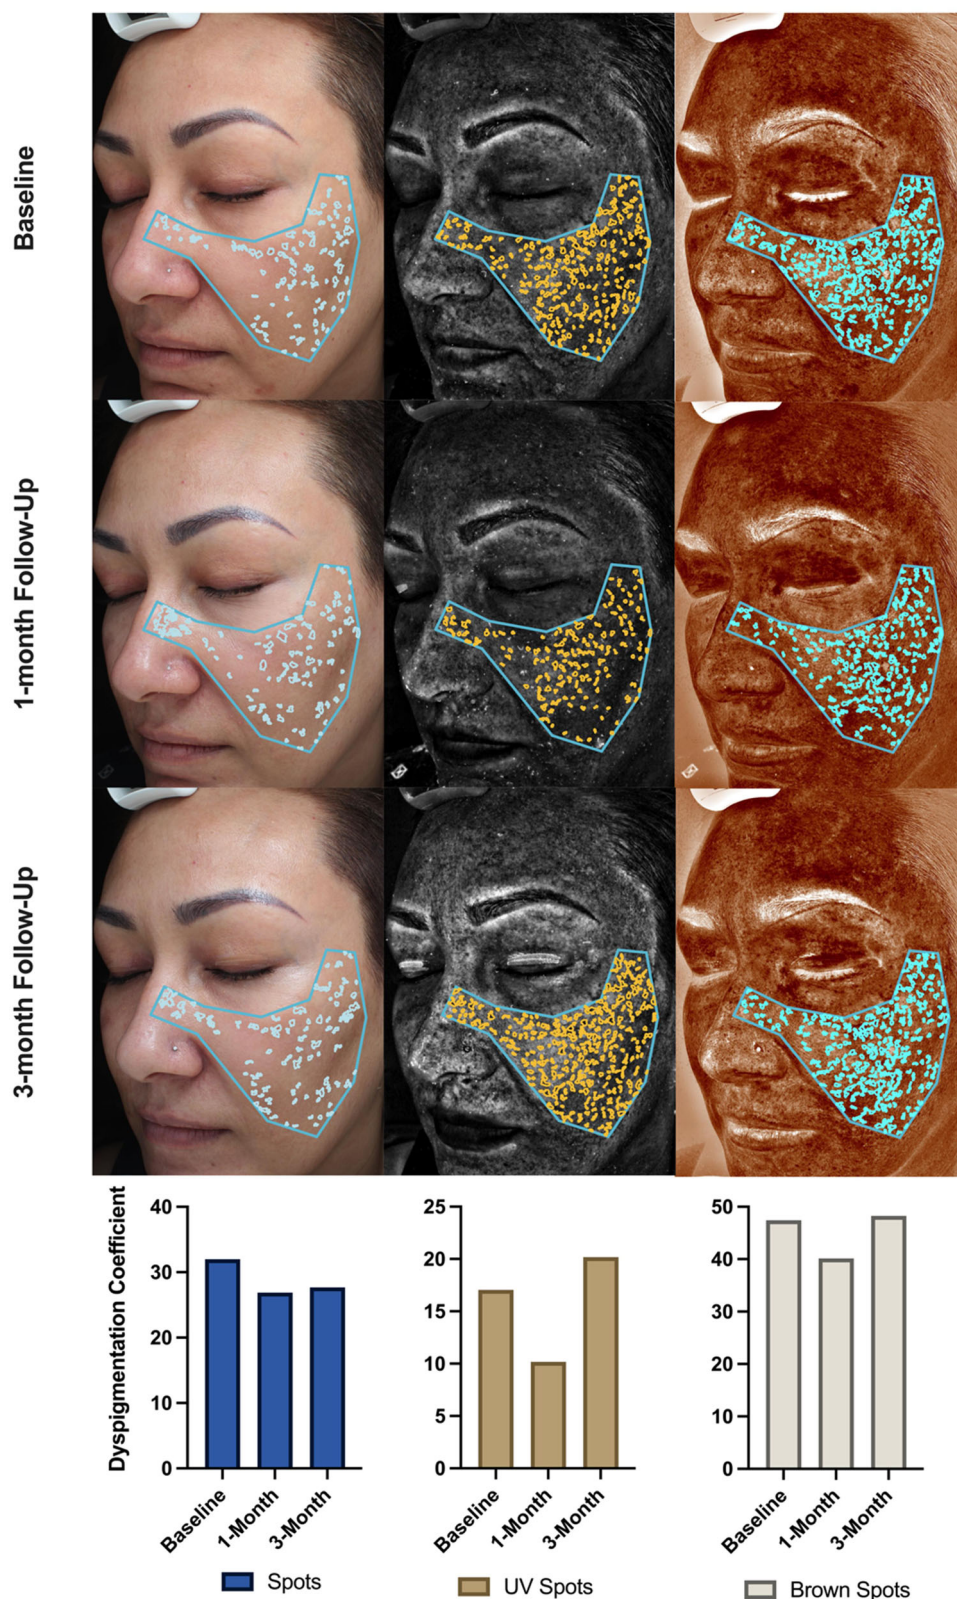 Baseline
1-month Follow-Up
3-month Follow-Up
Dyspigmentation Coefficient
40
30
20
10
0
Baseline
1-Month
3-Month
Spots
25
20
15
10
5
0
Baseline
1-Month
3-Month
UV Spots
50
40
30
20
10
0
Baseline
1-Month
3-Month
Brown Spots